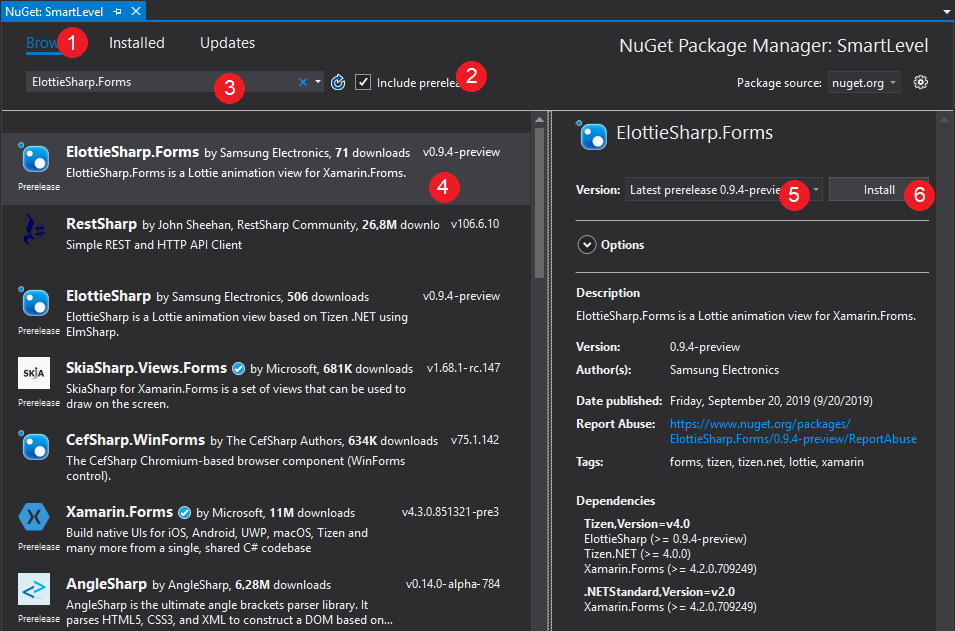 NuGet: SmartLevel
Brow 1 Installed Updates
NuGet Package Manager: SmartLevel
ElottieSharp.Forms 3
Include prerelea 2
Package source: nuget.org
ElottieSharp.Forms by Samsung Electronics, 71 downloads v0.9.4-preview
ElottieSharp.Forms is a Lottie animation view for Xamarin.Froms.
Prerelease
4
RestSharp by John Sheehan, RestSharp Community, 26,8M downlo v106.6.10
Simple REST and HTTP API Client
ElottieSharp by Samsung Electronics, 506 downloads v0.9.4-preview
ElottieSharp is a Lottie animation view based on Tizen .NET using
Prerelease ElmSharp.
SkiaSharp.Views.Forms by Microsoft, 681K downloads v1.68.1-rc.147
SKiA
SkiaSharp for Xamarin.Forms is a set of views that can be used to
Prerelease draw on the screen.
CefSharp.WinForms by The CefSharp Authors, 634K downloads v75.1.142
The CefSharp Chromium-based browser component (WinForms
control).
Xamarin.Forms by Microsoft, 11M downloads v4.3.0.851321-pre3
Build native UIs for iOS, Android, UWP, macOS, Tizen and
Prerelease many more from a single, shared C# codebase
AngleSharp by AngleSharp, 6,28M downloads v0.14.0-alpha-784
AngleSharp is the ultimate angle brackets parser library. It
Prerelease parses HTML5, CSS3, and XML to construct a DOM based on...
ElottieSharp.Forms
Version: Latest prerelease 0.9.4-previe 5 Install 6
Options
Description
ElottieSharp.Forms is a Lottie animation view for Xamarin.Froms.
Version: 0.9.4-preview
Author(s): Samsung Electronics
Date published: Friday, September 20, 2019 (9/20/2019)
Report Abuse: https://www.nuget.org/packages/
ElottieSharp.Forms/0.9.4-preview/ReportAbuse
Tags: forms, tizen, tizen.net, lottie, xamarin
Dependencies
Tizen,Version=v4.0
ElottieSharp (>= 0.9.4-preview)
Tizen.NET (>= 4.0.0)
Xamarin.Forms (>= 4.2.0.709249)
.NETStandard,Version=v2.0
Xamarin.Forms (>= 4.2.0.709249)